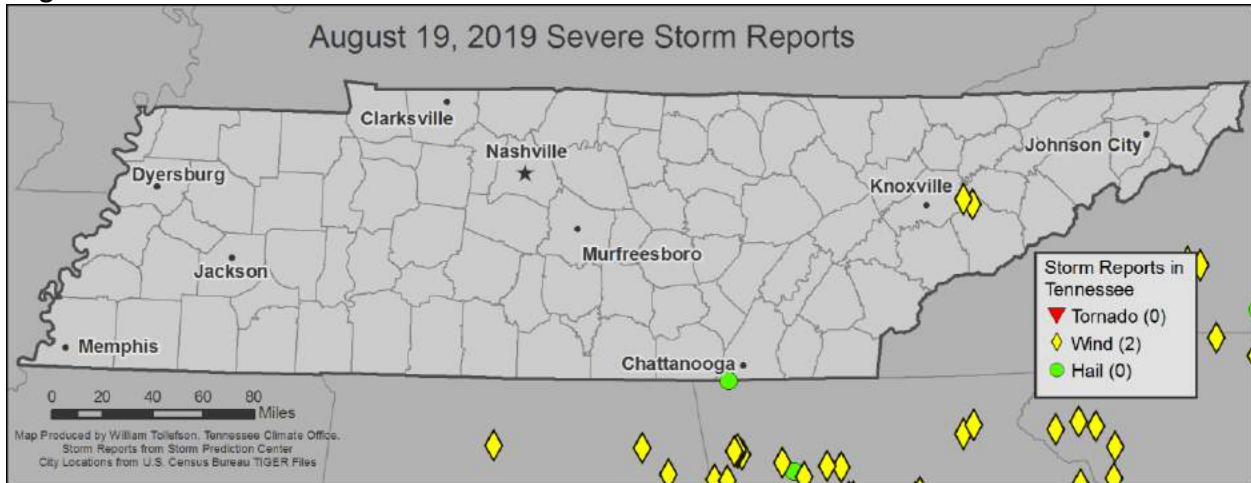 August 19, 2019 Severe Storm Reports
Clarksville
Nashville
Johnson City
Dyersburg
Knoxville
Murfreesboro
Jackson
Storm Reports in
Tennessee
Tornado (0)
Wind (2)
Hail (0)
Memphis
Chattanooga
0 20 40 60 80
Miles
Map Produced by William Tollefson, Tennessee Climate Office.
Storm Reports from Storm Prediction Center
City Locations from U.S. Census Bureau TIGER Files